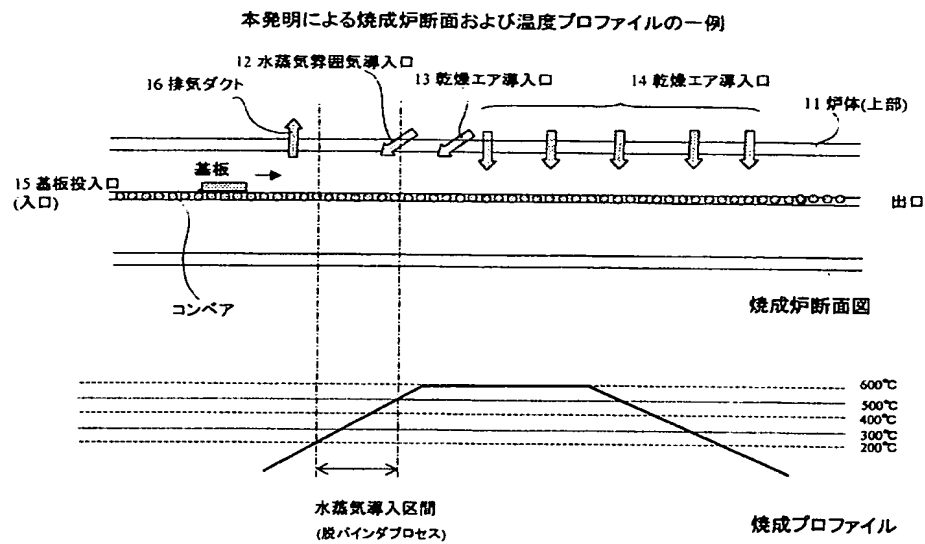 本発明による焼成炉断面および温度プロファイルの一例
12 水蒸気雰囲気導入口
16 排気ダクト
13 乾燥エア導入口
14 乾燥エア導入口
11 炉体(上部)
基板
15 基板投入口
(入口)
出口
コンベア
焼成炉断面図
600℃
500℃
400℃
300℃
200℃
水蒸気導入区間
(脱バインダプロセス)
焼成プロファイル